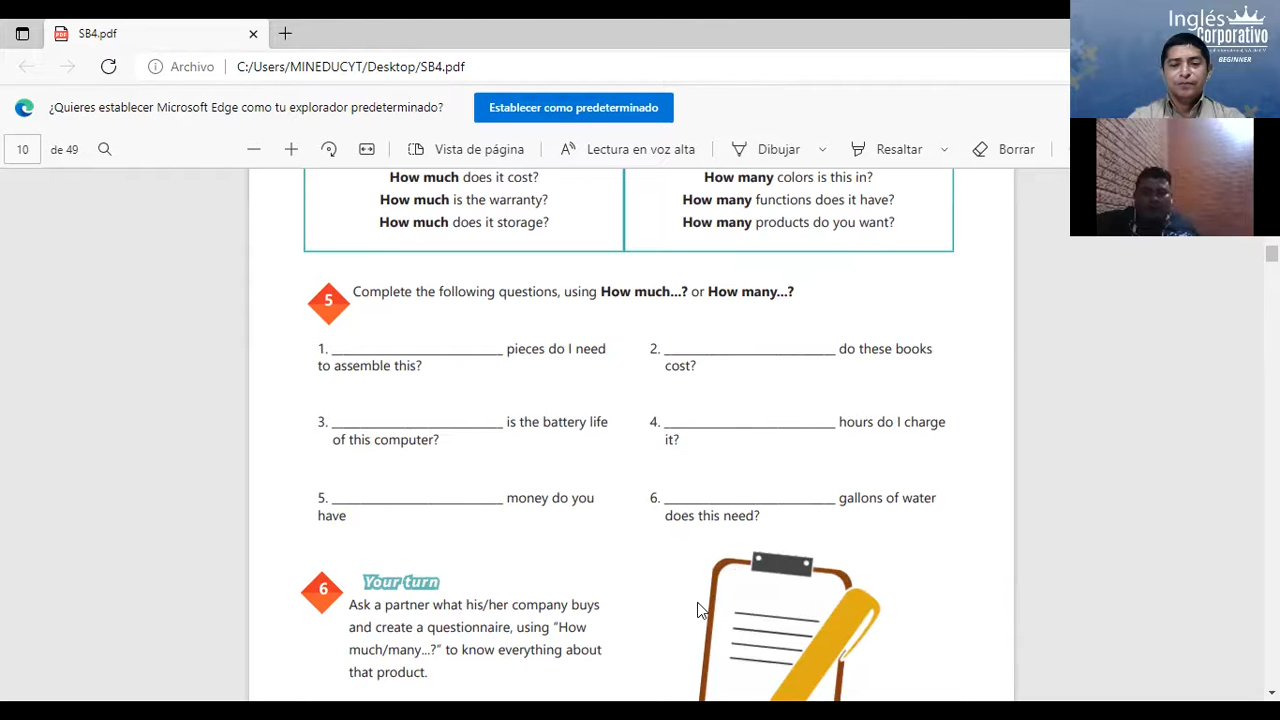 SB4.pdf
Archivo
C:/Users/MINEDUCYT/Desktop/SB4.pdf
¿Quieres establecer Microsoft Edge como tu explorador predeterminado?
Establecer como predeterminado
10
de 49
Vista de página
Lectura en voz alta
Dibujar
Resaltar
Borrar
Inglés
Corporativo
BEGINNER
How much does it cost?
How much is the warranty?
How much does it storage?
How many colors is this in?
How many functions does it have?
How many products do you want?
5
Complete the following questions, using How much...? or How many...?
1. ________________________ pieces do I need
to assemble this?
2. ________________________ do these books
cost?
3. ________________________ is the battery life
of this computer?
4. ________________________ hours do I charge
it?
5. ________________________ money do you
have
6. ________________________ gallons of water
does this need?
6
Your turn
Ask a partner what his/her company buys
and create a questionnaire, using "How
much/many...?" to know everything about
that product.